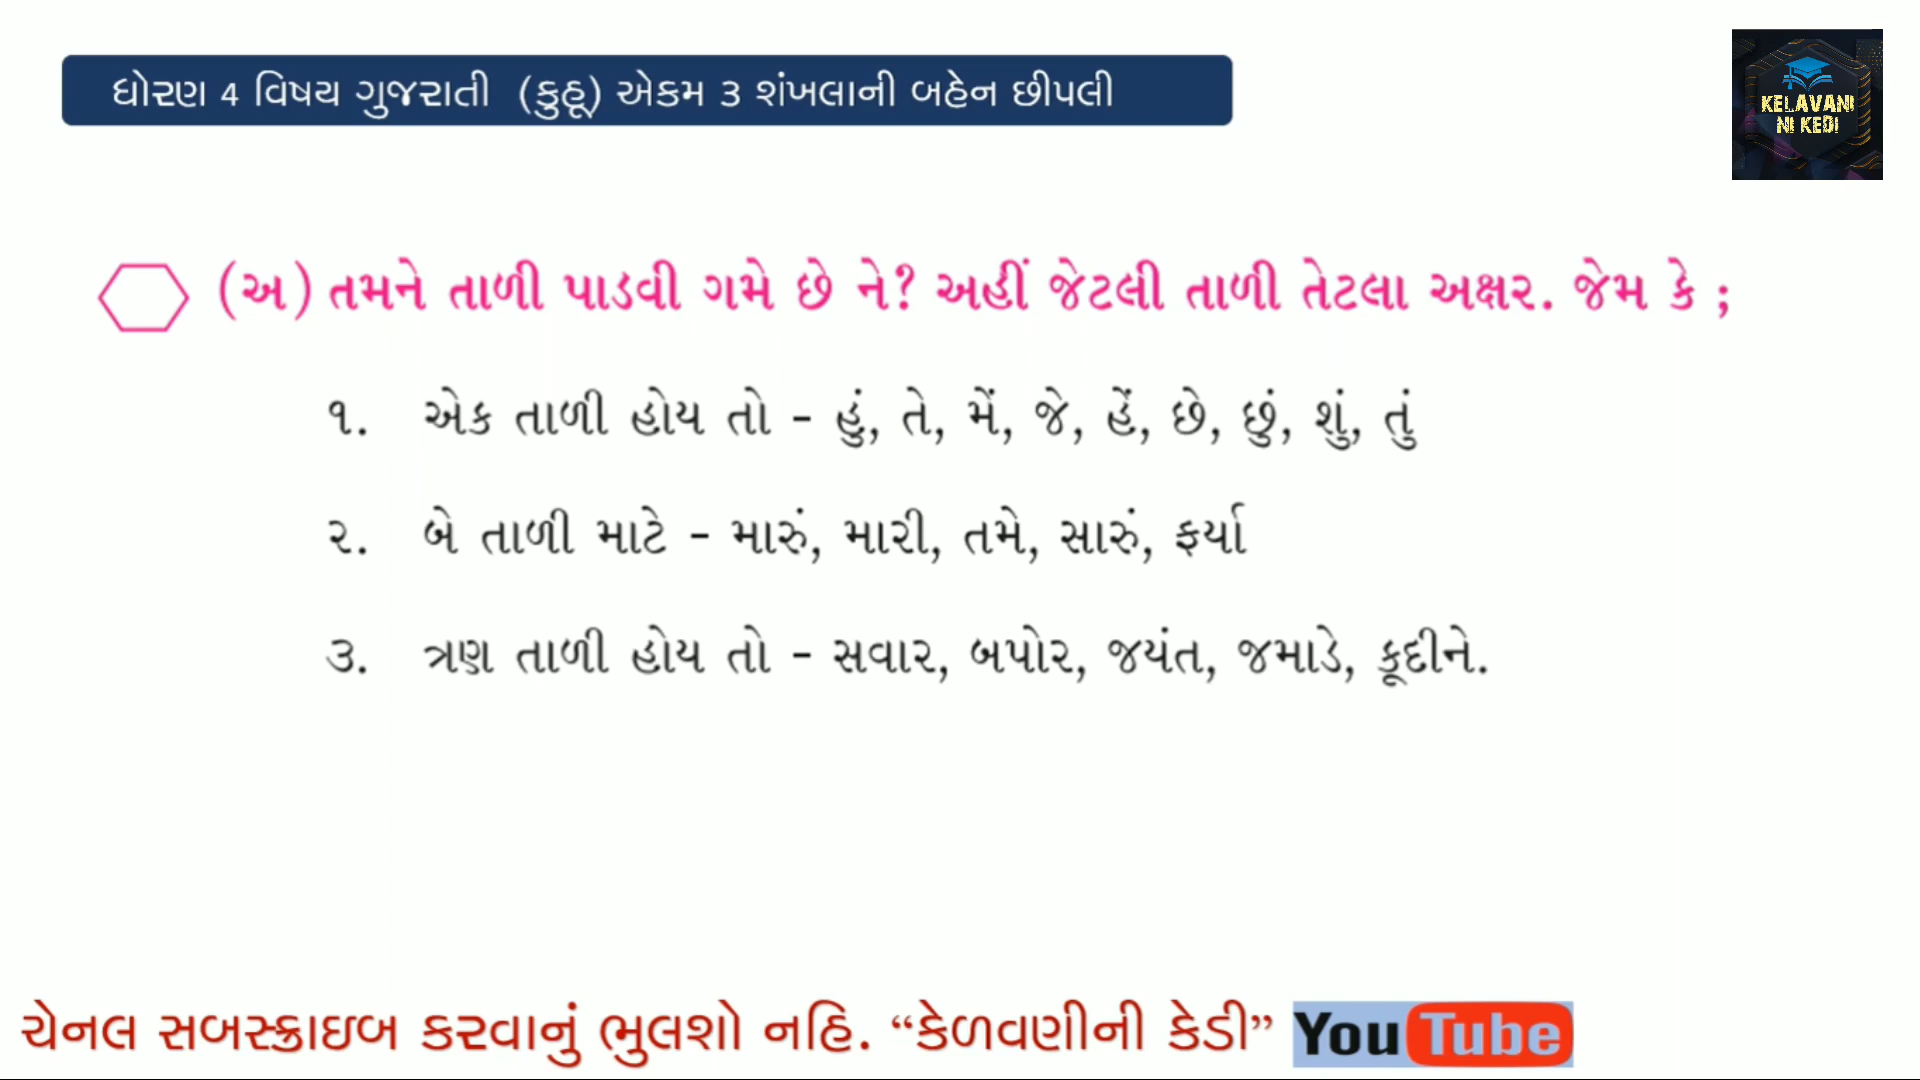 ધોરણ 4 વિષય ગુજરાતી (કુહૂ) એકમ 3 શંખલાની બહેન છીપલી
KELAVANI
NI KEDI
(અ) તમને તાળી પાડવી ગમે છે ને? અહીં જેટલી તાળી તેટલા અક્ષર. જેમ કે ;
૧. એક તાળી હોય તો - હું, તે, મેં, જે, હેં, છે, છું, શું, તું
૨. બે તાળી માટે - મારું, મારી, તમે, સારું, ફર્યા
૩. ત્રણ તાળી હોય તો - સવાર, બપોર, જયંત, જમાડે, કૂદીને.
ચેનલ સબસ્ક્રાઇબ કરવાનું ભુલશો નહિ. “કેળવણીની કેડી” YouTube